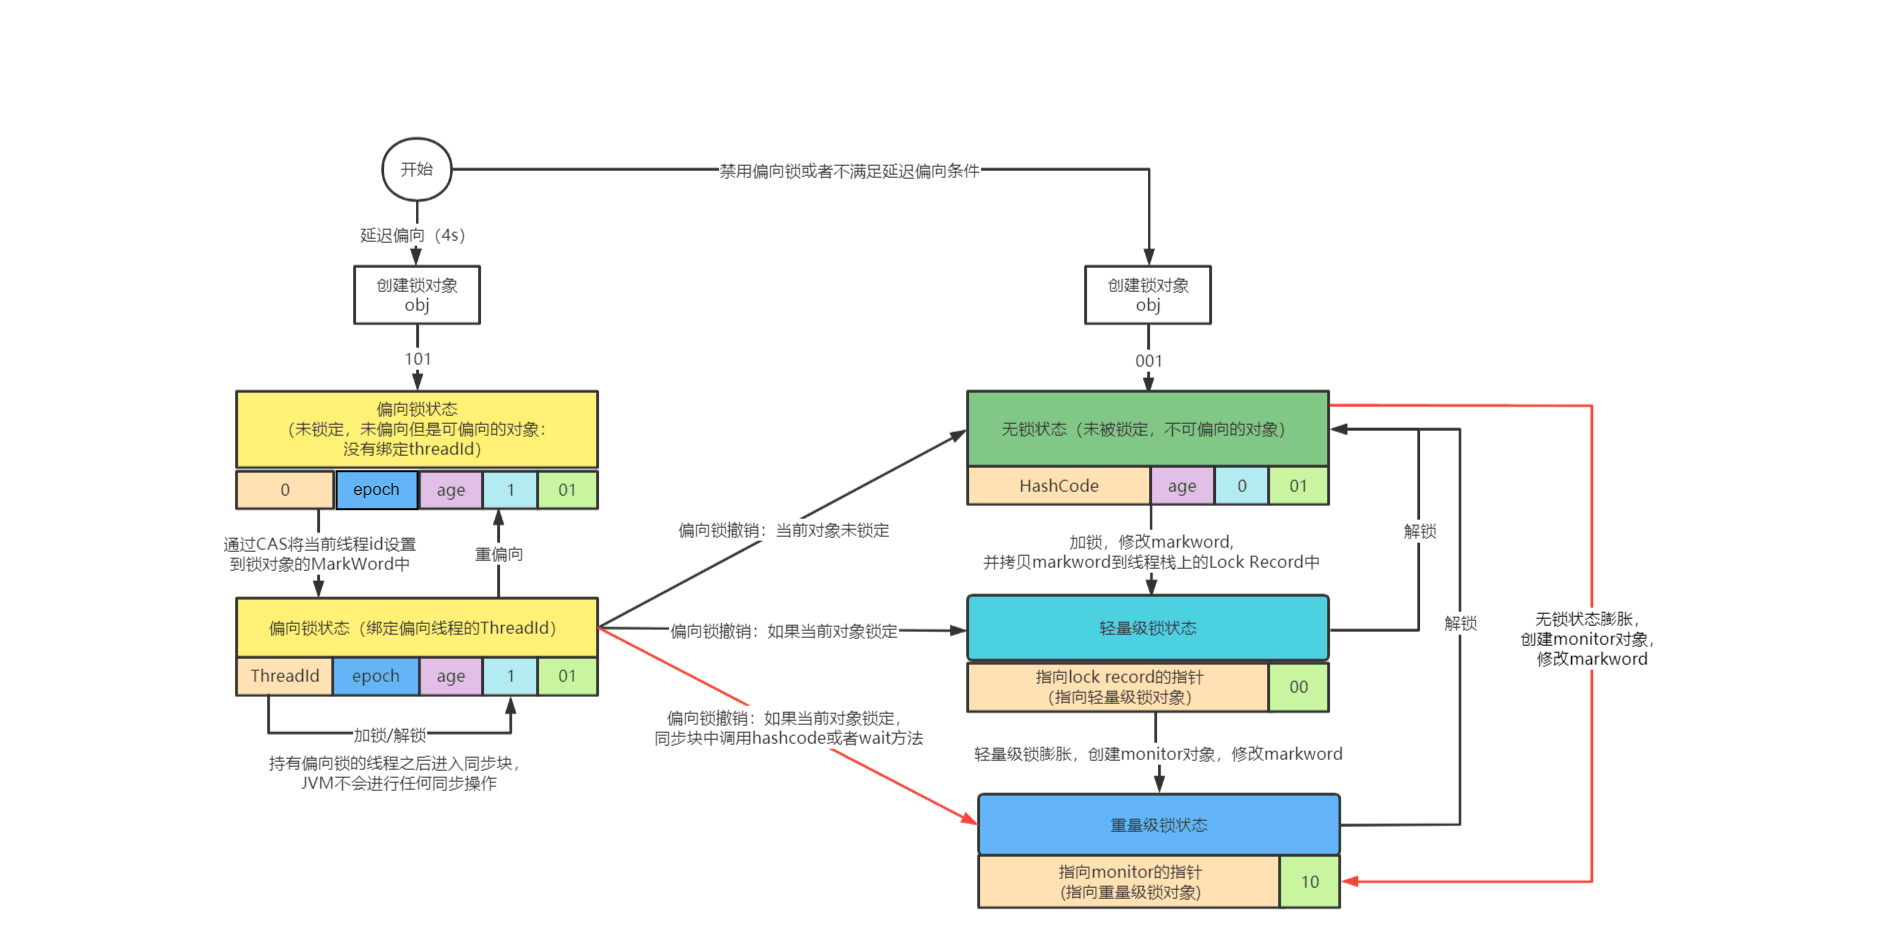 开始
禁用偏向锁或者不满足延迟偏向条件
延迟偏向（4s）
创建锁对象
obj
创建锁对象
obj
101
001
偏向锁状态
（未锁定，未偏向但是可偏向的对象：
没有绑定threadId）
0 epoch age 1 01
无锁状态（未被锁定，不可偏向的对象）
HashCode age 0 01
通过CAS将当前线程id设置
到锁对象的MarkWord中
重偏向
偏向锁撤销：当前对象未锁定
加锁，修改markword,
并拷贝markword到线程栈上的Lock Record中
解锁
偏向锁状态（绑定偏向线程的ThreadId）
ThreadId epoch age 1 01
偏向锁撤销：如果当前对象锁定
轻量级锁状态
指向lock record的指针
（指向轻量级锁对象）
00
解锁
无锁状态膨胀，
创建monitor对象，
修改markword
加锁/解锁
持有偏向锁的线程之后进入同步块，
JVM不会进行任何同步操作
偏向锁撤销：如果当前对象锁定，
同步块中调用hashcode或者wait方法
轻量级锁膨胀，创建monitor对象，修改markword
重量级锁状态
指向monitor的指针
(指向重量级锁对象)
10